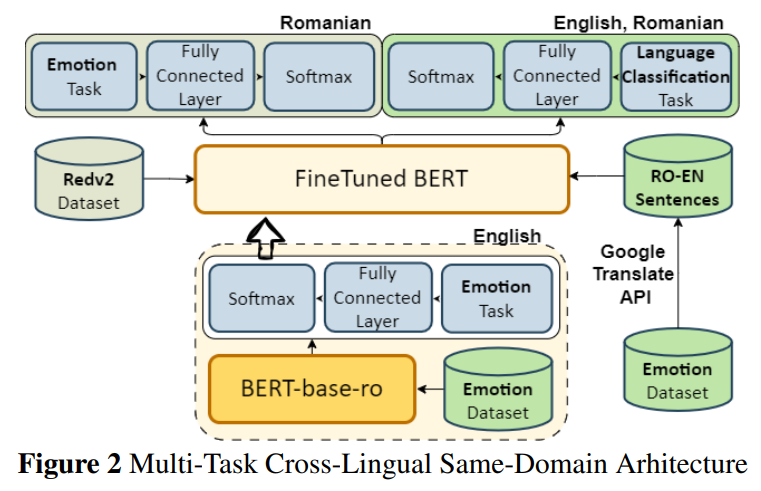 Romanian
English, Romanian
Emotion
Task
Fully
Connected
Layer
Softmax
Softmax
Fully
Connected
Layer
Language
Classification
Task
Redv2
Dataset
FineTuned BERT
RO-EN
Sentences
English
Google
Translate
API
Softmax
Fully
Connected
Layer
Emotion
Task
BERT-base-ro
Emotion
Dataset
Emotion
Dataset
Figure 2 Multi-Task Cross-Lingual Same-Domain Arhitecture